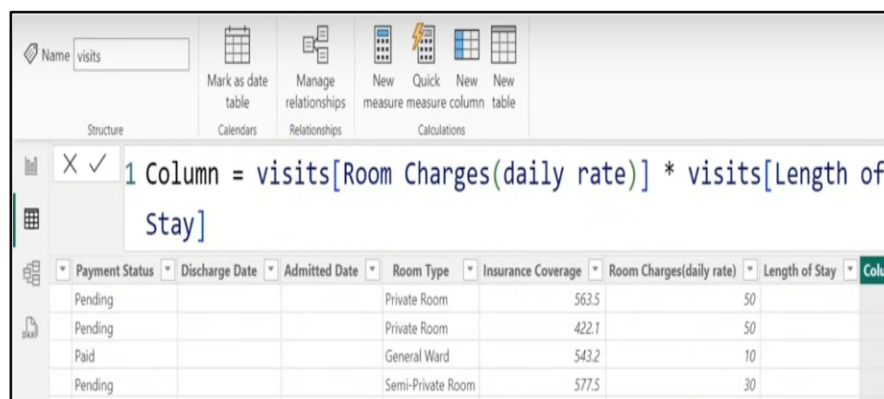 Name visits
Mark as date table
Manage relationships
New measure
Quick measure
New column
New table
Structure
Calendars
Relationships
Calculations
1 Column = visits[Room Charges(daily rate)] * visits[Length of
Stay]
Payment Status Discharge Date Admitted Date Room Type Insurance Coverage Room Charges(daily rate) Length of Stay Colu
Pending Private Room 563.5 50
Pending Private Room 422.1 50
Paid General Ward 543.2 10
Pending Semi-Private Room 577.5 30